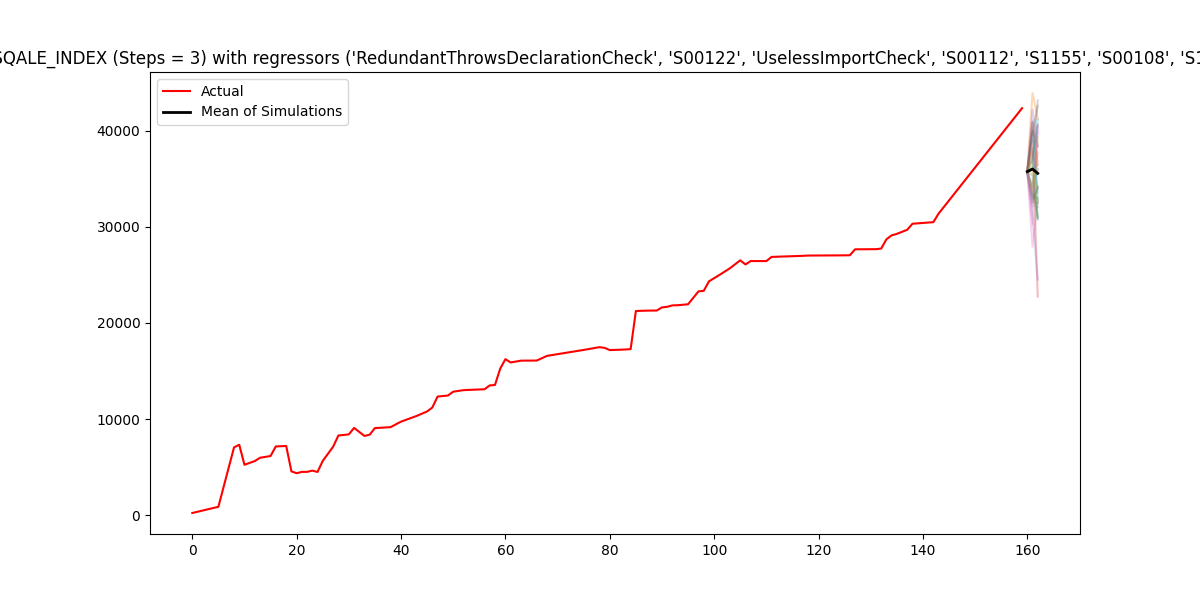 SQALE_INDEX (Steps = 3) with regressors ('RedundantThrowsDeclarationCheck', 'S00122', 'UselessImportCheck', 'S00112', 'S1155', 'S00108', 'S1
Actual
Mean of Simulations
40000
30000
20000
10000
0
0 20 40 60 80 100 120 140 160